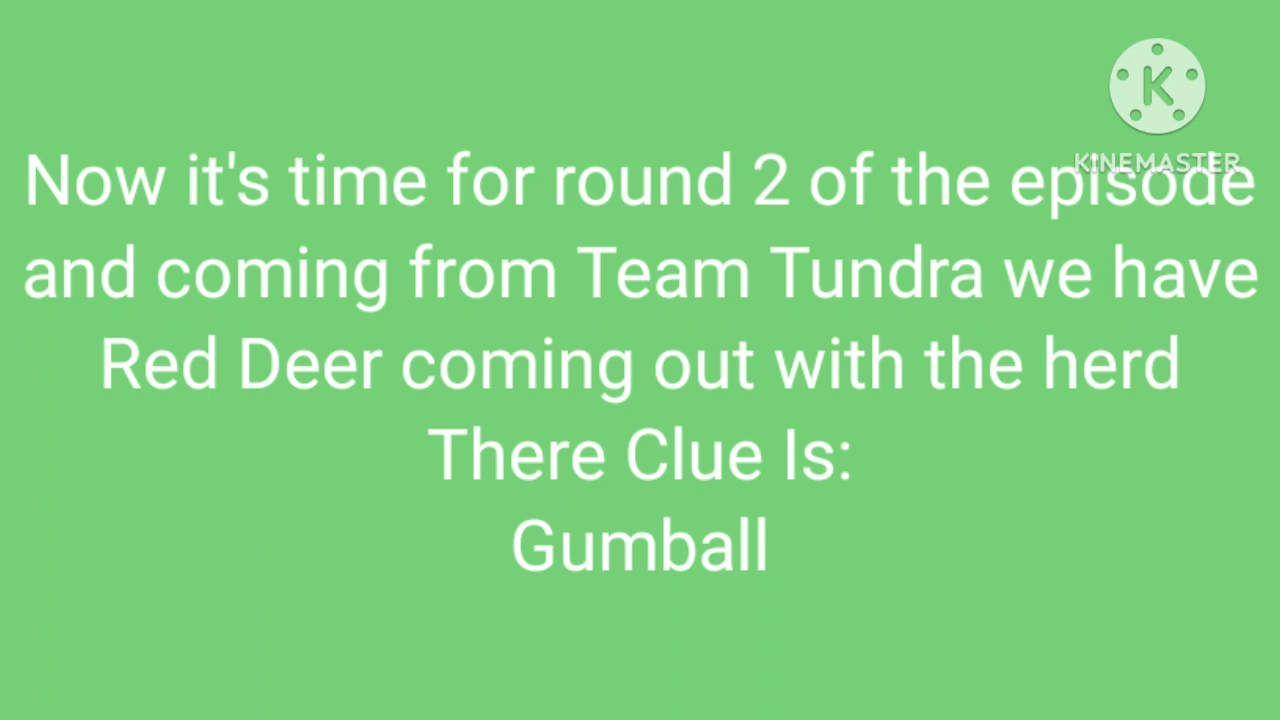 Now it's time for round 2 of the episode
KINEMASTER
and coming from Team Tundra we have
Red Deer coming out with the herd
There Clue Is:
Gumball